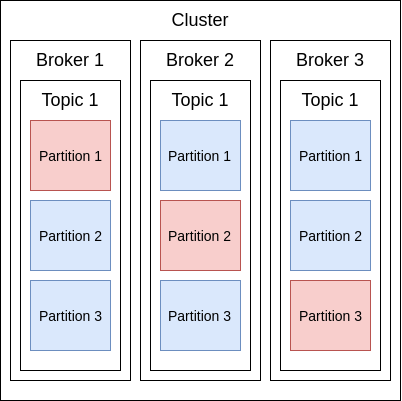 Cluster
Broker 1
Topic 1
Partition 1
Partition 2
Partition 3
Broker 2
Topic 1
Partition 1
Partition 2
Partition 3
Broker 3
Topic 1
Partition 1
Partition 2
Partition 3